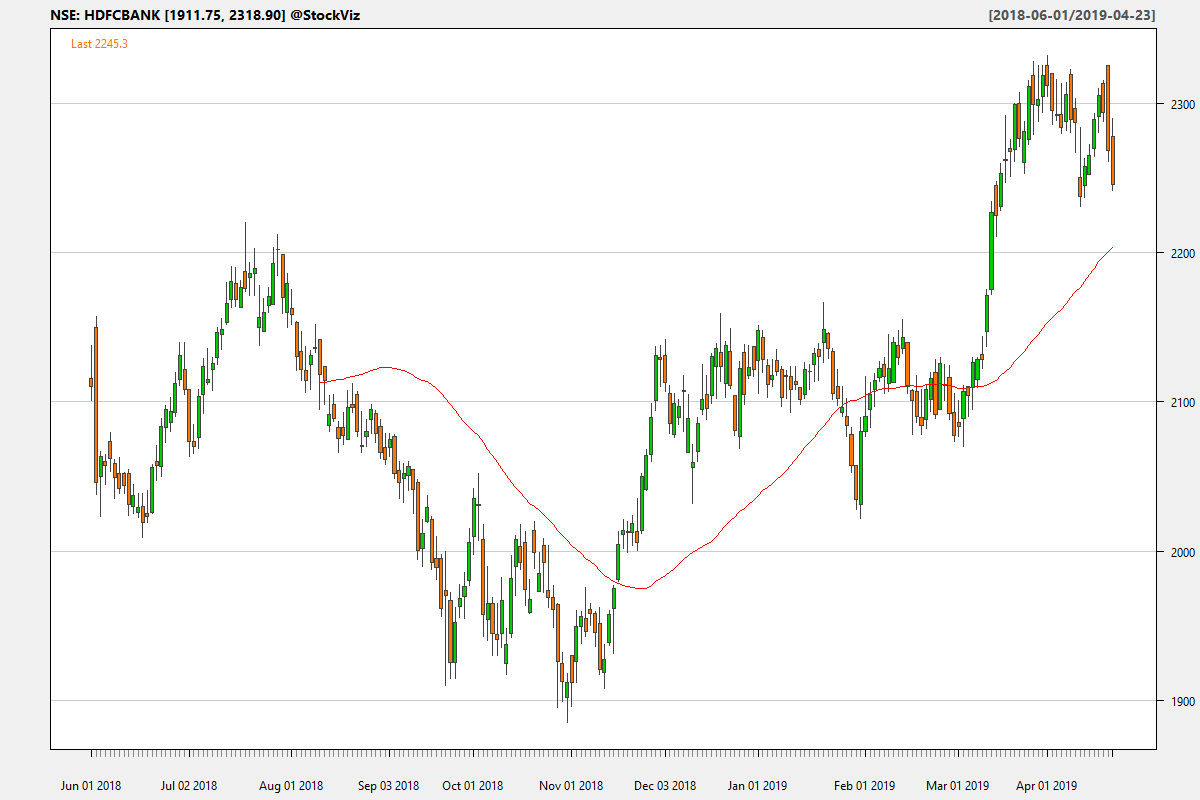 NSE: HDFCBANK [1911.75, 2318.90] @StockViz [2018-06-01/2019-04-23]
Last 2245.3
2300
2200
2100
2000
1900
Jun 01 2018 Jul 02 2018 Aug 01 2018 Sep 03 2018 Oct 01 2018 Nov 01 2018 Dec 03 2018 Jan 01 2019 Feb 01 2019 Mar 01 2019 Apr 01 2019